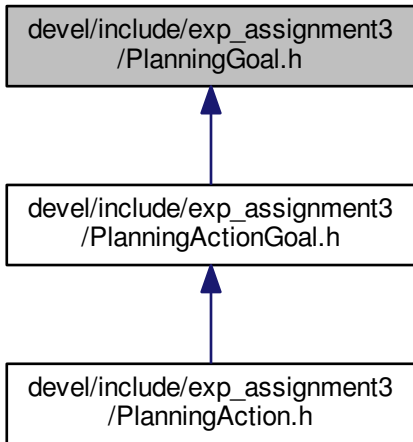 devel/include/exp_assignment3
/PlanningGoal.h
devel/include/exp_assignment3
/PlanningActionGoal.h
devel/include/exp_assignment3
/PlanningAction.h